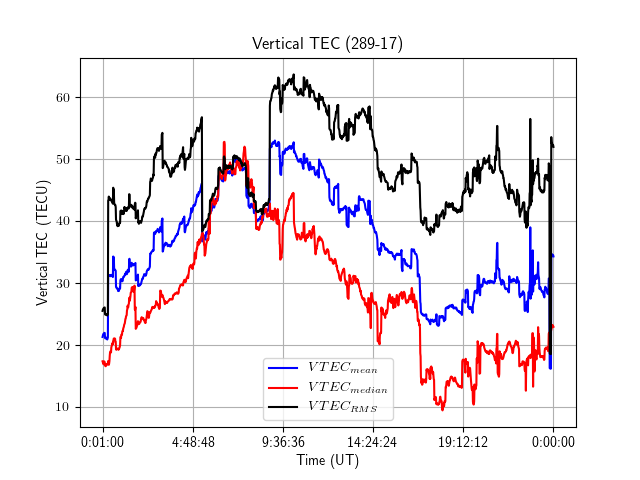 Vertical TEC (289-17)
Vertical TEC (TECU)
60
50
40
30
20
10
VTEC_mean
VTEC_median
VTEC_RMS
0:01:00 4:48:48 9:36:36 14:24:24 19:12:12 0:00:00
Time (UT)